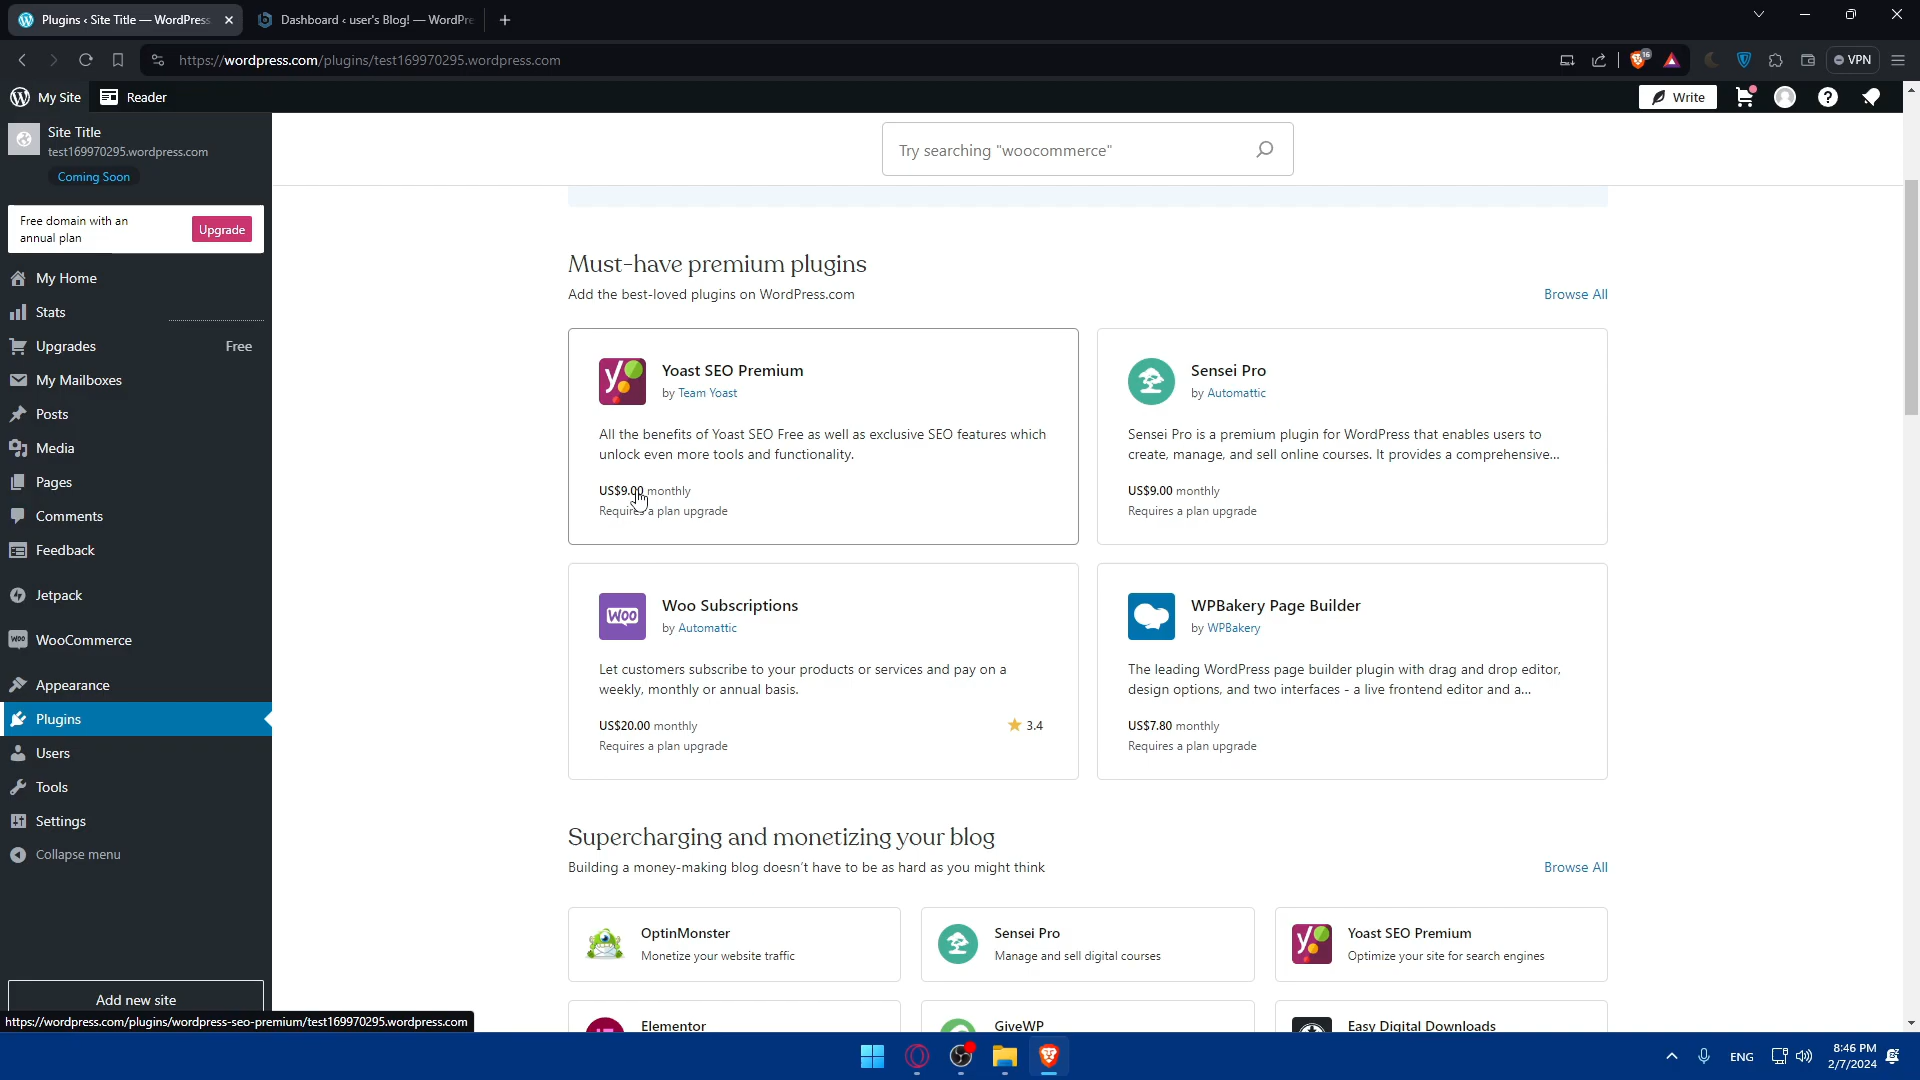 Plugins ‹ Site Title — WordPress
Dashboard ‹ user's Blog! — WordPre
https://wordpress.com/plugins/test169970295.wordpress.com
16
VPN
My Site
Reader
Write
Site Title
test169970295.wordpress.com
Coming Soon
Free domain with an
annual plan
Upgrade
My Home
Stats
Upgrades
Free
My Mailboxes
Posts
Media
Pages
Comments
Feedback
Jetpack
WooCommerce
Appearance
Plugins
Users
Tools
Settings
Collapse menu
Add new site
https://wordpress.com/plugins/wordpress-seo-premium/test169970295.wordpress.com
Try searching "woocommerce"
Must-have premium plugins
Add the best-loved plugins on WordPress.com
Browse All
Yoast SEO Premium
by Team Yoast
All the benefits of Yoast SEO Free as well as exclusive SEO features which
unlock even more tools and functionality.
US$9.00 monthly
Requires a plan upgrade
Sensei Pro
by Automattic
Sensei Pro is a premium plugin for WordPress that enables users to
create, manage, and sell online courses. It provides a comprehensive...
US$9.00 monthly
Requires a plan upgrade
Woo
Woo Subscriptions
by Automattic
Let customers subscribe to your products or services and pay on a
weekly, monthly or annual basis.
US$20.00 monthly
3.4
Requires a plan upgrade
WPBakery Page Builder
by WPBakery
The leading WordPress page builder plugin with drag and drop editor,
design options, and two interfaces - a live frontend editor and a...
US$7.80 monthly
Requires a plan upgrade
Supercharging and monetizing your blog
Building a money-making blog doesn't have to be as hard as you might think
Browse All
OptinMonster
Monetize your website traffic
Sensei Pro
Manage and sell digital courses
Yoast SEO Premium
Optimize your site for search engines
Elementor
GiveWP
Easy Digital Downloads
ENG
8:46 PM
2/7/2024